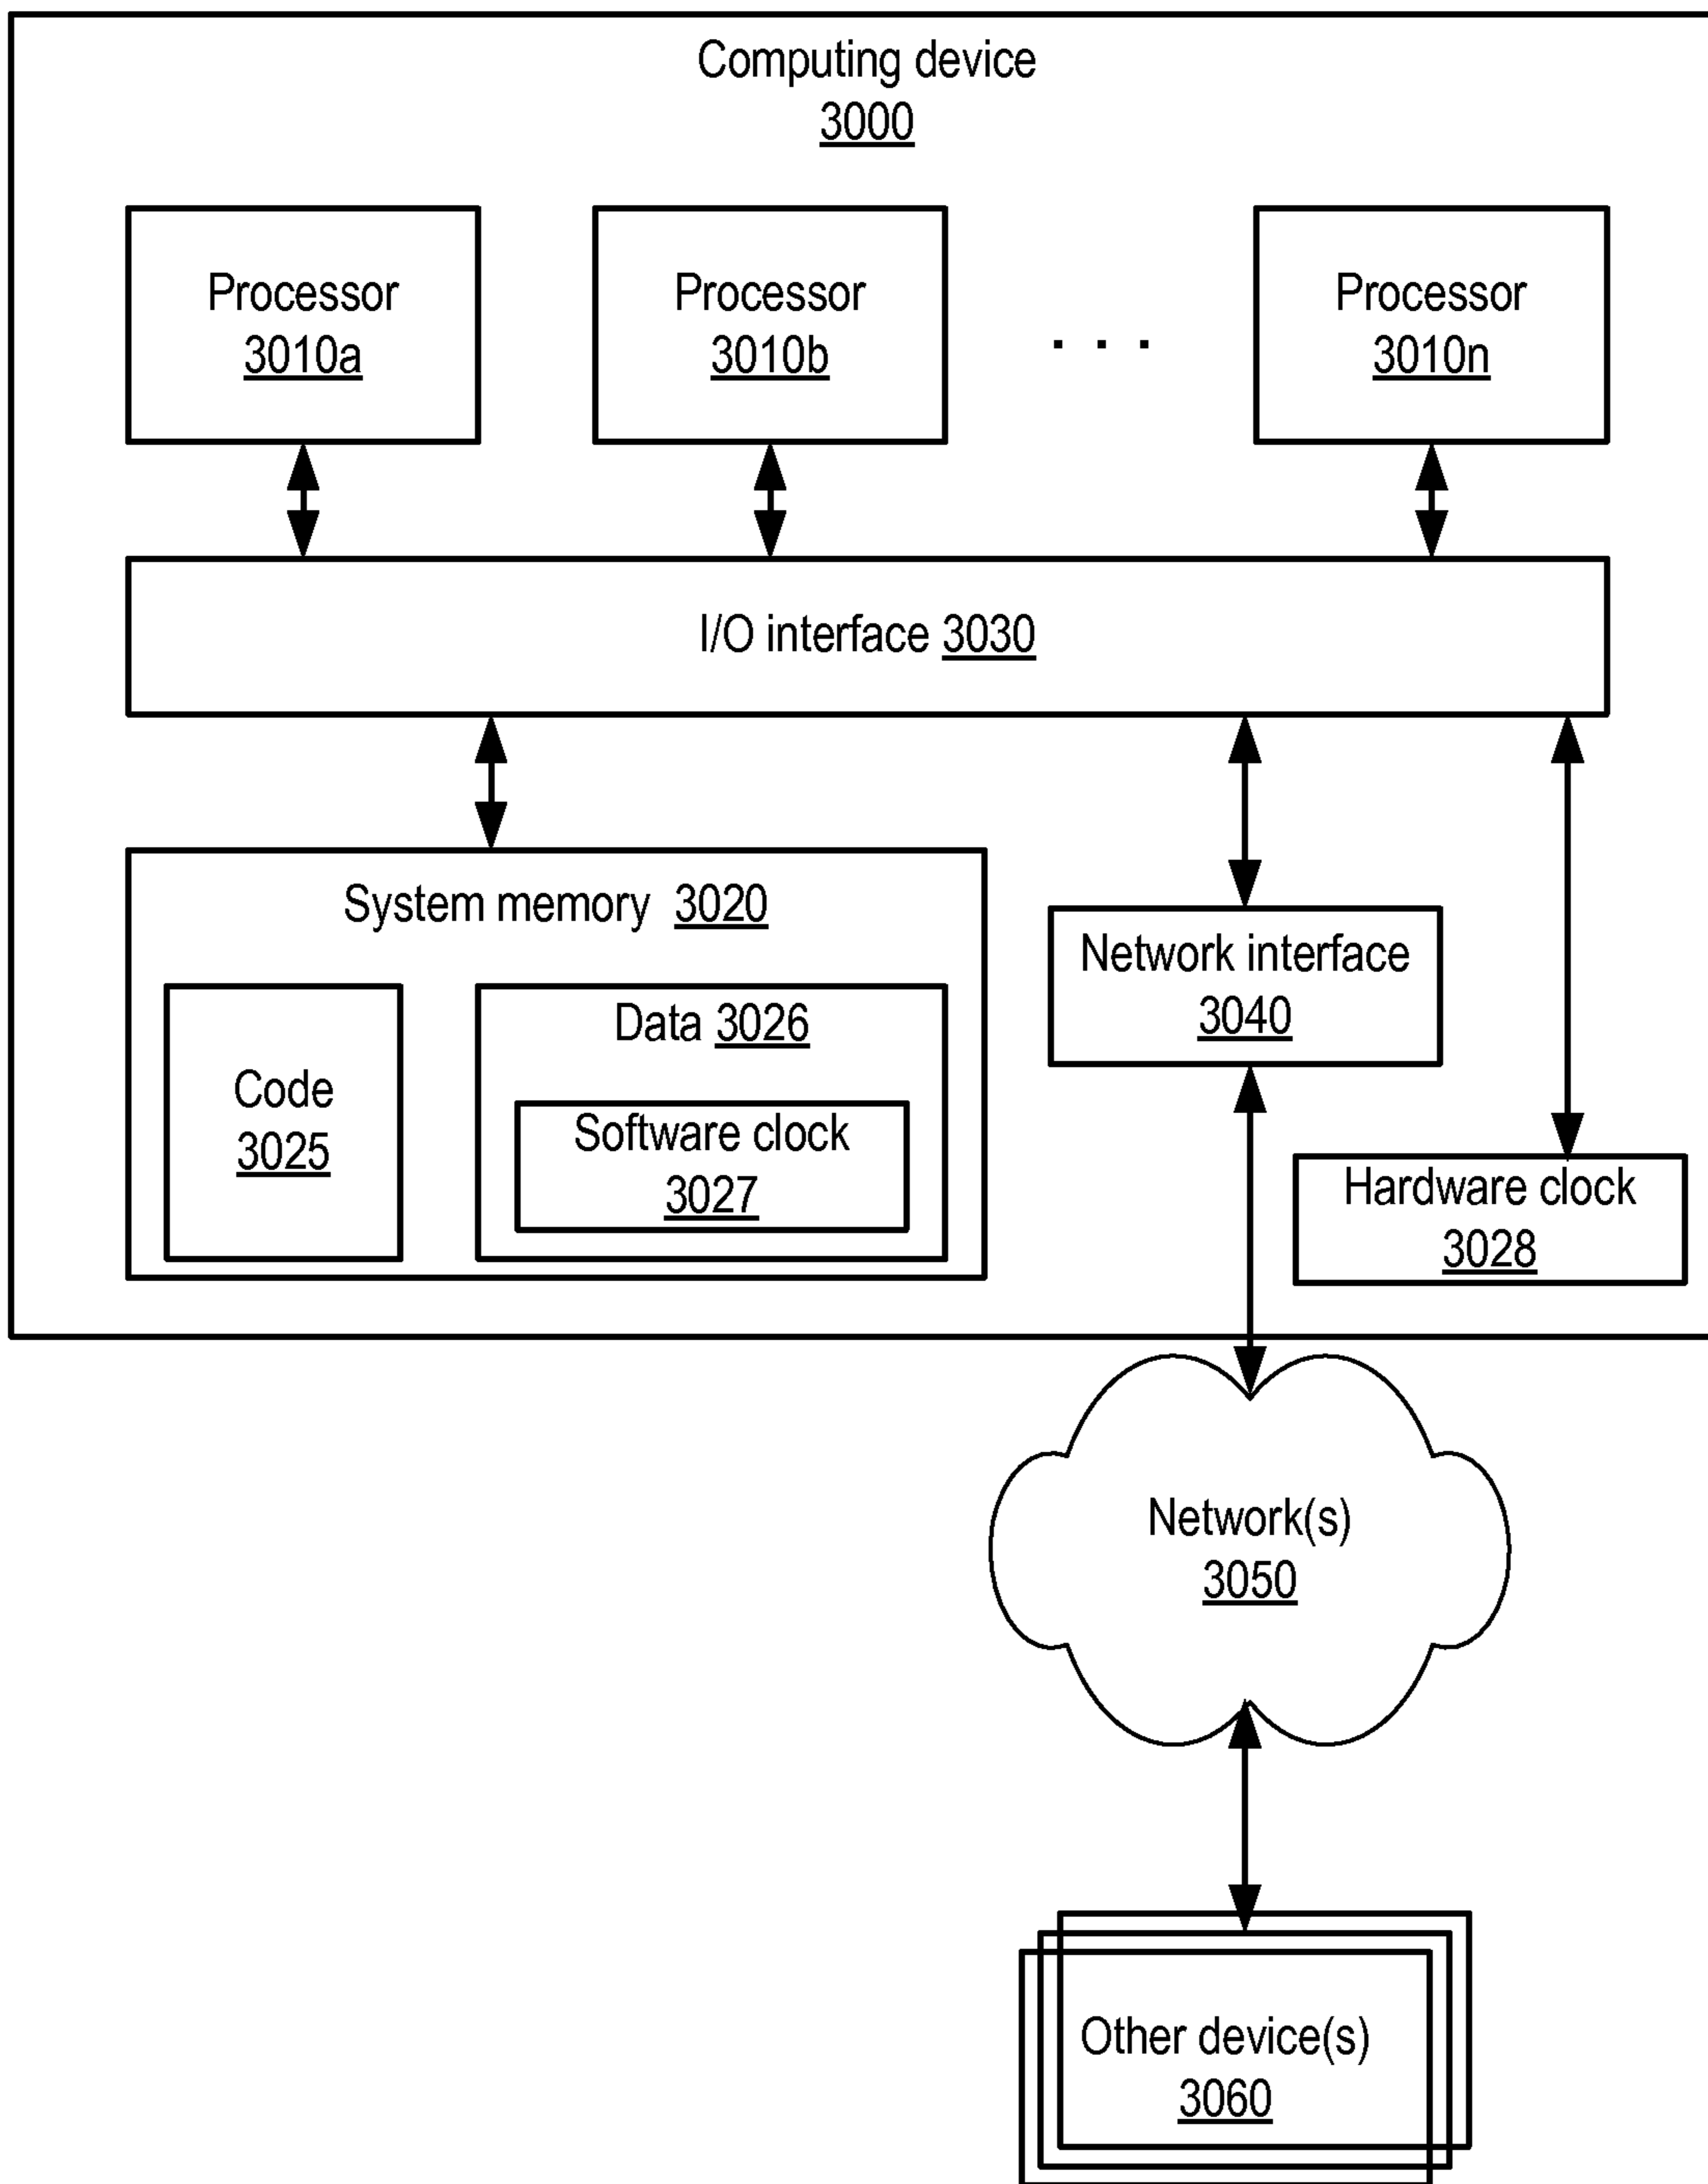 Computing device
3000
Processor
3010a
Processor
3010b
. . .
Processor
3010n
I/O interface 3030
System memory 3020
Code
3025
Data 3026
Software clock
3027
Network interface
3040
Hardware clock
3028
Network(s)
3050
Other device(s)
3060